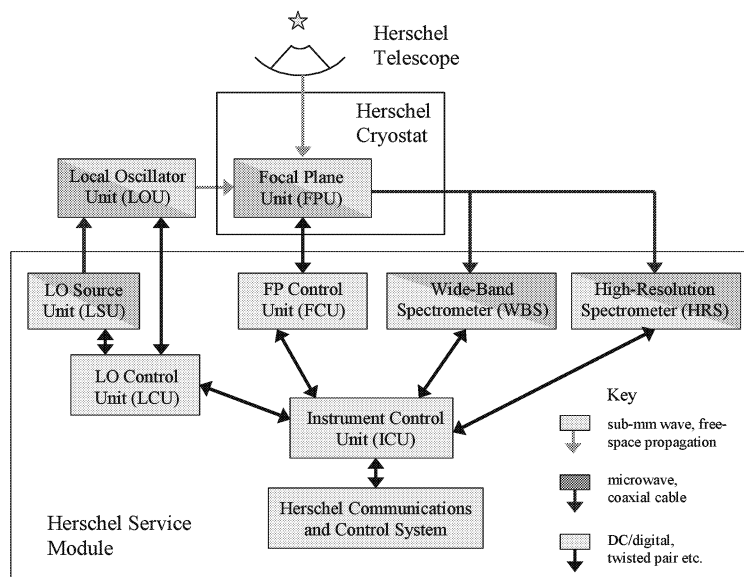 Herschel
Telescope
Herschel
Cryostat
Local Oscillator
Unit (LOU)
Focal Plane
Unit (FPU)
LO Source
Unit (LSU)
FP Control
Unit (FCU)
Wide-Band
Spectrometer (WBS)
High-Resolution
Spectrometer (HRS)
LO Control
Unit (LCU)
Instrument Control
Unit (ICU)
Herschel Communications
and Control System
Herschel Service
Module
Key
sub-mm wave, free-
space propagation
microwave,
coaxial cable
DC/digital,
twisted pair etc.